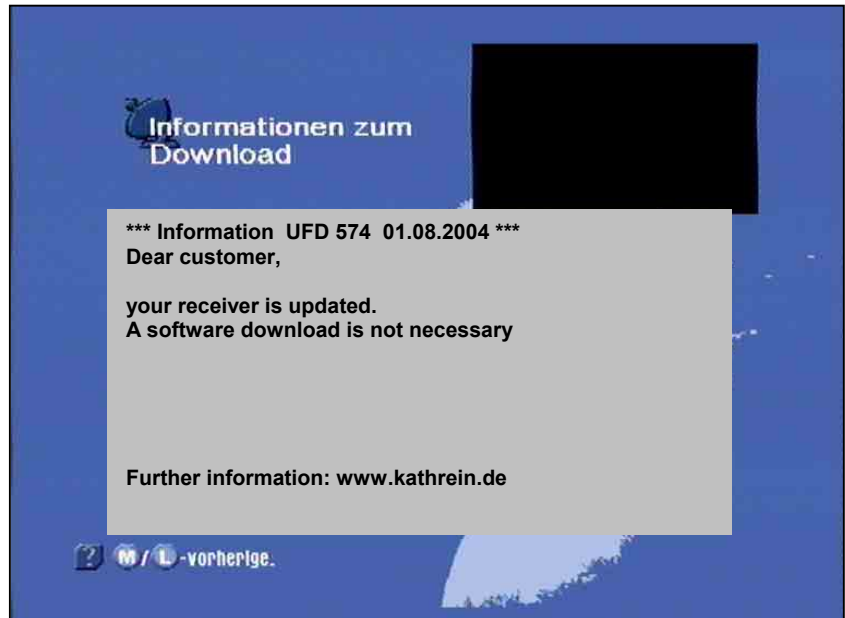 Informationen zum
Download
*** Information UFD 574 01.08.2004 ***
Dear customer,
your receiver is updated.
A software download is not necessary
Further information: www.kathrein.de
? M / L -vorherige.